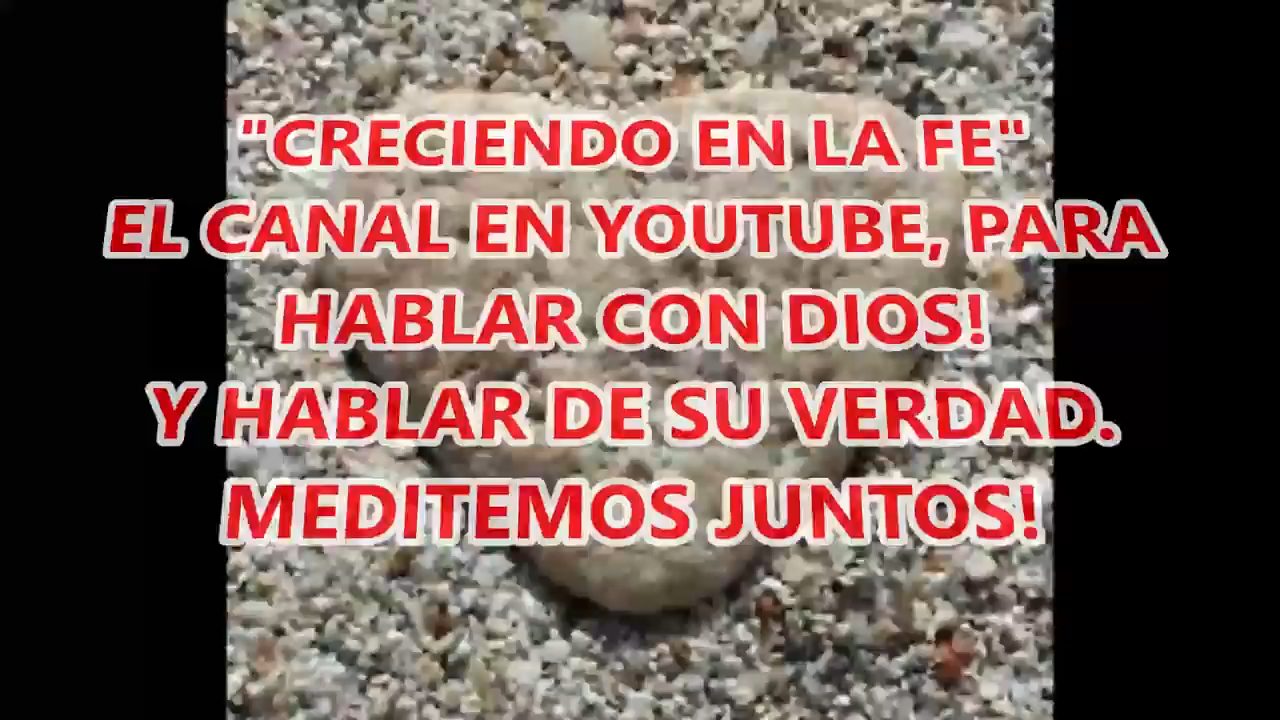 "CRECIENDO EN LA FE"
EL CANAL EN YOUTUBE, PARA
HABLAR CON DIOS!
Y HABLAR DE SU VERDAD.
MEDITEMOS JUNTOS!